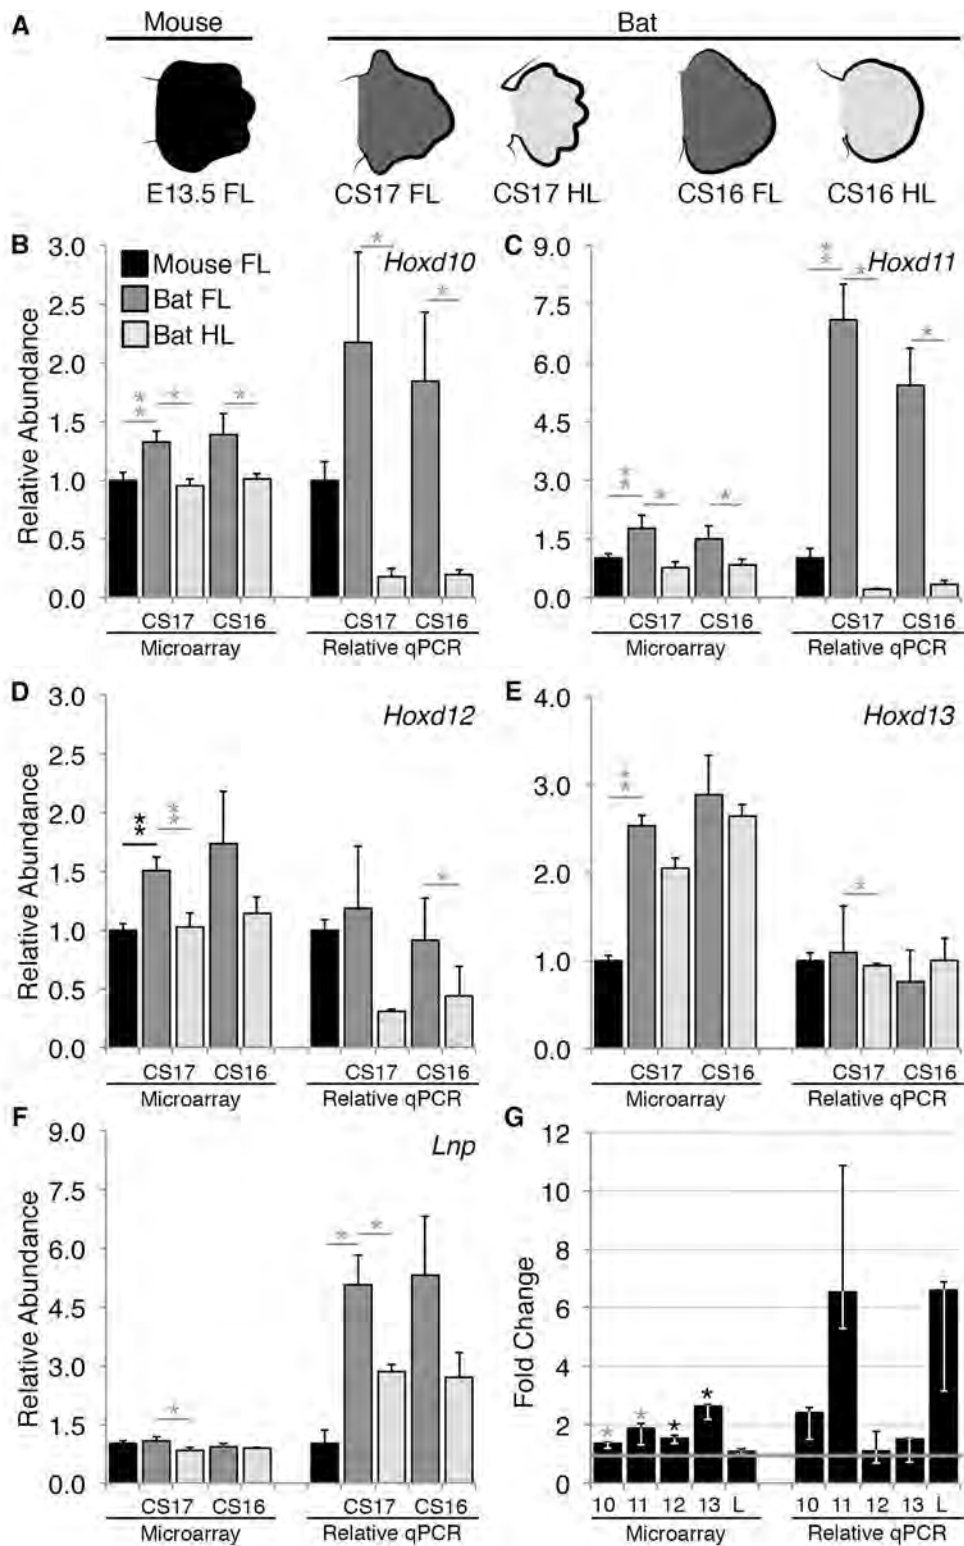 A Mouse Bat
E13.5 FL CS17 FL CS17 HL CS16 FL CS16 HL
B Hoxd10
Mouse FL
Bat FL
Bat HL
Relative Abundance
3.0
2.5
2.0
1.5
1.0
0.5
0.0
* * * * * *
CS17 CS16 CS17 CS16
Microarray Relative qPCR
C Hoxd11
9.0
7.5
6.0
4.5
3.0
1.5
0.0
* * * * * * * *
CS17 CS16 CS17 CS16
Microarray Relative qPCR
D Hoxd12
Relative Abundance
3.0
2.5
2.0
1.5
1.0
0.5
0.0
* * * * *
CS17 CS16 CS17 CS16
Microarray Relative qPCR
E Hoxd13
4.0
3.0
2.0
1.0
0.0
* * *
CS17 CS16 CS17 CS16
Microarray Relative qPCR
F Lnp
Relative Abundance
9.0
7.5
6.0
4.5
3.0
1.5
0.0
* * *
CS17 CS16 CS17 CS16
Microarray Relative qPCR
G
Fold Change
12
10
8
6
4
2
0
* * * *
10 11 12 13 L 10 11 12 13 L
Microarray Relative qPCR